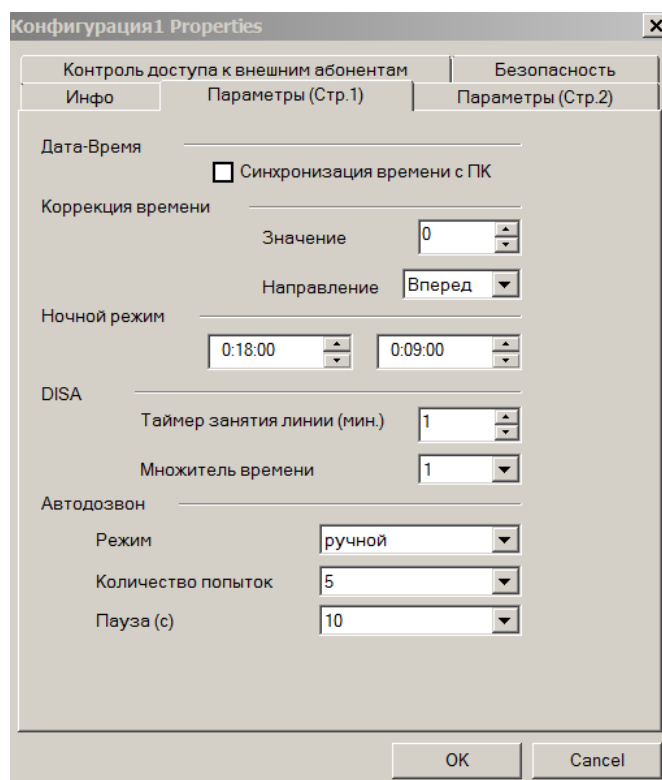 Конфигурация1 Properties
Контроль доступа к внешним абонентам Безопасность
Инфо Параметры (Стр.1) Параметры (Стр.2)
Дата-Время
Синхронизация времени с ПК
Коррекция времени
Значение 0
Направление Вперед
Ночной режим
0:18:00 0:09:00
DISA
Таймер занятия линии (мин.) 1
Множитель времени 1
Автодозвон
Режим ручной
Количество попыток 5
Пауза (с) 10
OK Cancel